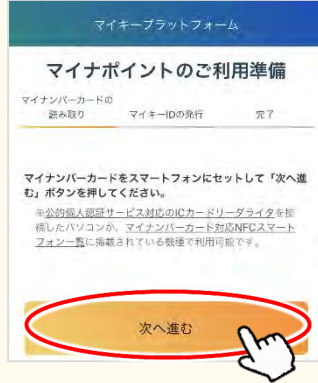 マイキープラットフォーム
マイナポイントのご利用準備
マイナンバーカードの
読み取り
マイキーIDの発行
完了
マイナンバーカードをスマートフォンにセットして「次へ進
む」ボタンを押してください。
※公的個人認証サービス対応のICカードリーダライタを接
続したパソコンか、マイナンバーカード対応NFCスマート
フォン一覧に掲載されている機種で利用可能です。
次へ進む